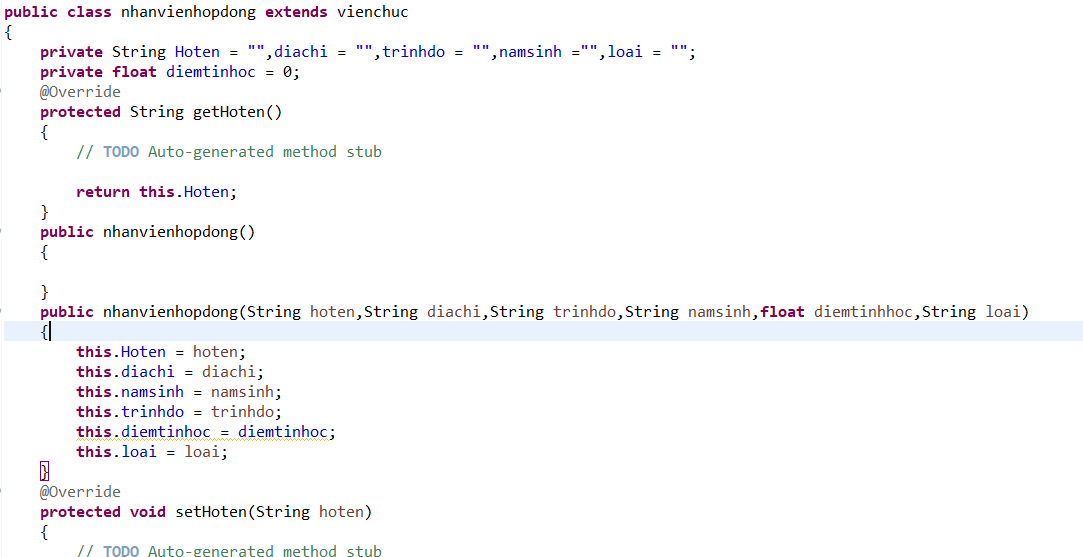 public class nhanvienhopdong extends vienchuc
{
    private String Hoten = "",diachi = "",trinhdo = "",namsinh ="",loai = "";
    private float diemtinhoc = 0;
    @Override
    protected String getHoten()
    {
        // TODO Auto-generated method stub
        return this.Hoten;
    }
    public nhanvienhopdong()
    {
    }
    public nhanvienhopdong(String hoten,String diachi,String trinhdo,String namsinh,float diemtinhhoc,String loai)
    {
        this.Hoten = hoten;
        this.diachi = diachi;
        this.namsinh = namsinh;
        this.trinhdo = trinhdo;
        this.diemtinhoc = diemtinhoc;
        this.loai = loai;
    }
    @Override
    protected void setHoten(String hoten)
    {
        // TODO Auto-generated method stub